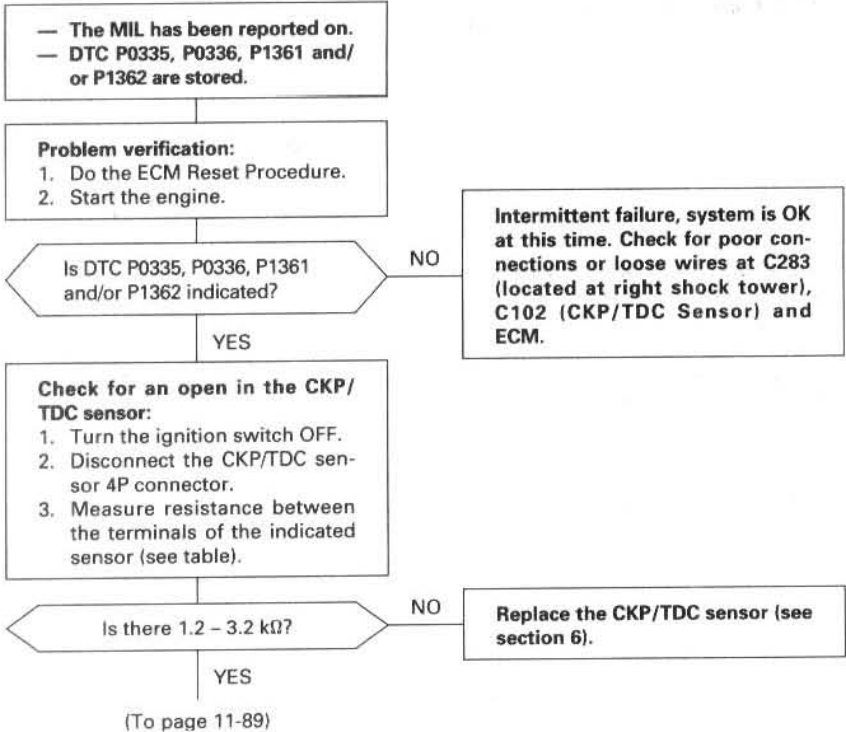 — The MIL has been reported on.
— DTC P0335, P0336, P1361 and/
or P1362 are stored.
Problem verification:
1. Do the ECM Reset Procedure.
2. Start the engine.
Is DTC P0335, P0336, P1361
and/or P1362 indicated?
NO
Intermittent failure, system is OK
at this time. Check for poor con-
nections or loose wires at C283
(located at right shock tower),
C102 (CKP/TDC Sensor) and
ECM.
YES
Check for an open in the CKP/
TDC sensor:
1. Turn the ignition switch OFF.
2. Disconnect the CKP/TDC sen-
sor 4P connector.
3. Measure resistance between
the terminals of the indicated
sensor (see table).
Is there 1.2 – 3.2 kΩ?
NO
Replace the CKP/TDC sensor (see
section 6).
YES
(To page 11-89)